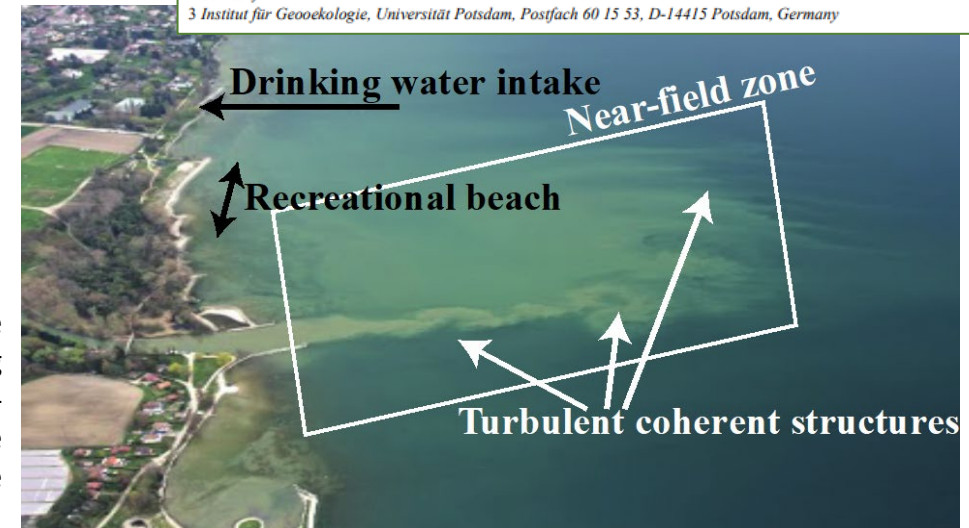 3 Institut für Geoökologie, Universität Potsdam, Postfach 60 15 53, D-14415 Potsdam, Germany
Drinking water intake
Near-field zone
Recreational beach
Turbulent coherent structures